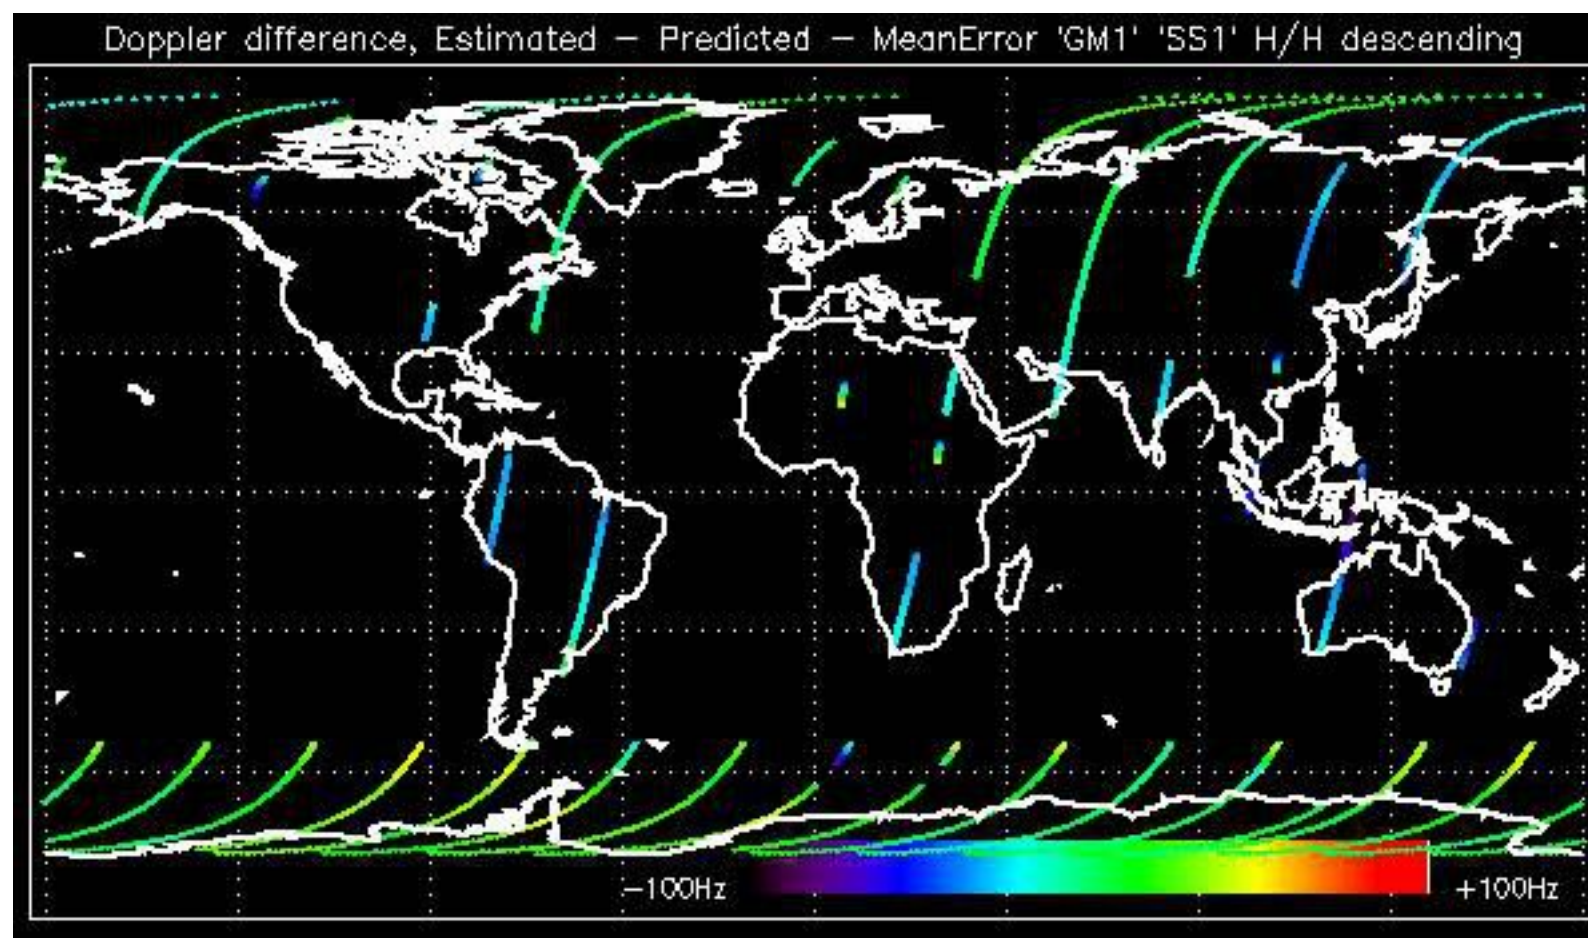 Doppler difference, Estimated – Predicted – MeanError 'GM1' 'SS1' H/H descending
–100Hz
+100Hz